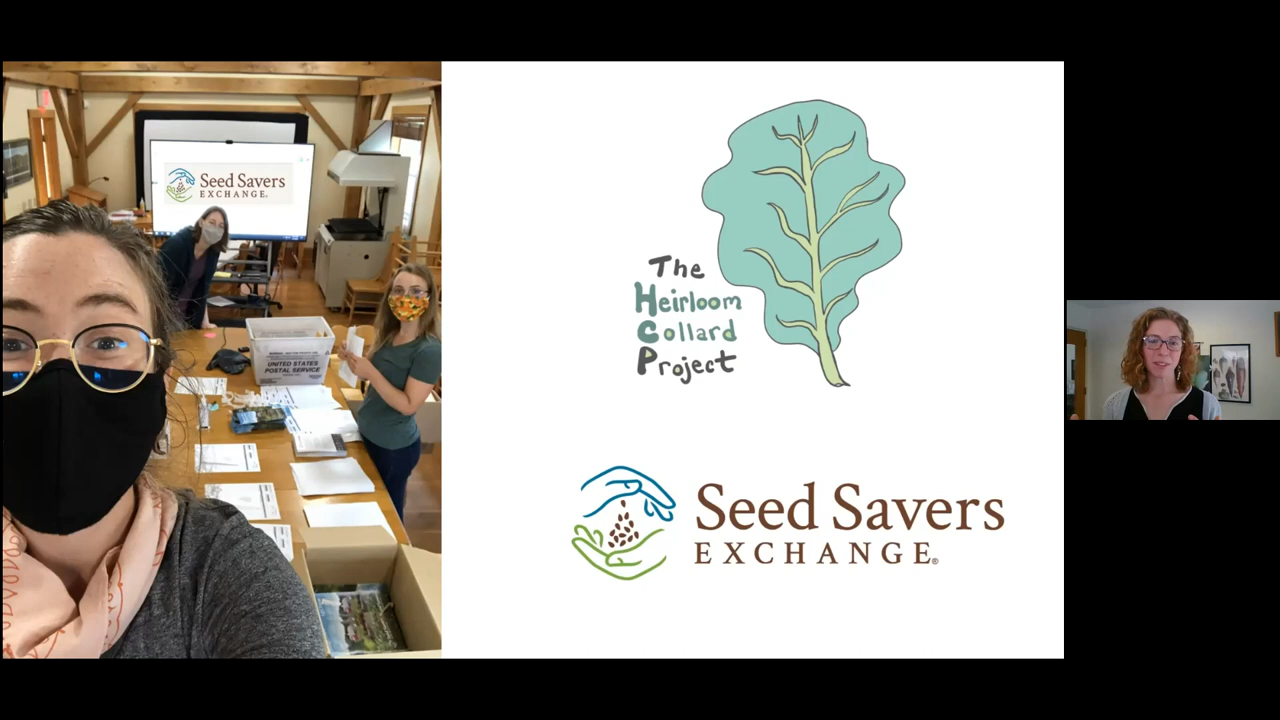 Seed Savers
EXCHANGE®
UNITED STATES
POSTAL SERVICE
The
Heirloom
Collard
Project
Seed Savers
EXCHANGE®